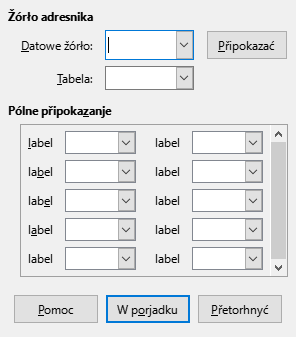 Žórło adresnika
Datowe žórło: Připokazać
Tabela:
Pólne připokazanje
label label
label label
label label
label label
label label
Pomoc W porjadku Přetorhnyć